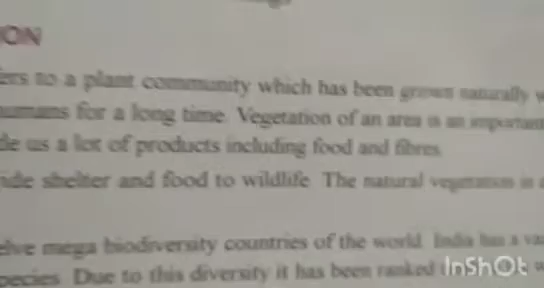 ON
ers to a plant community which has been grown naturally w
umans for a long time. Vegetation of an area is an important
de us a lot of products including food and fibres.
ide shelter and food to wildlife. The natural vegetation is
elve mega biodiversity countries of the world. India has a va
pecies. Due to this diversity it has been ranked
InShOt